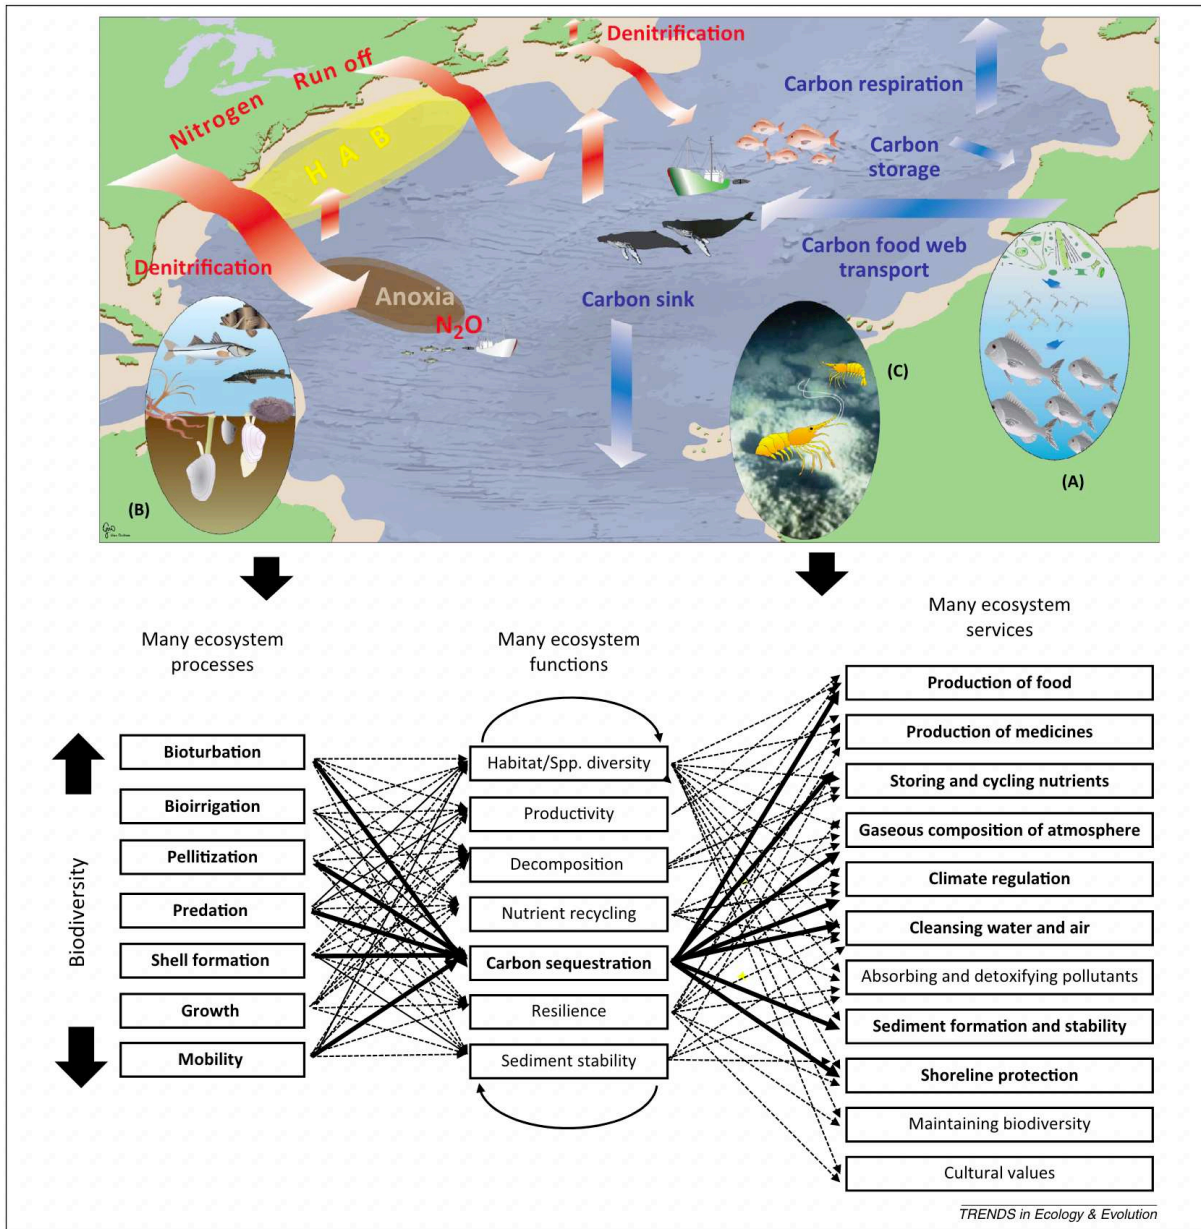 Denitrification
Nitrogen Run off
Carbon respiration
H A B
Carbon
storage
Carbon food web
transport
Denitrification
Anoxia
N₂O
Carbon sink
(C)
(A)
(B)
Many ecosystem
processes
Many ecosystem
functions
Many ecosystem
services
Biodiversity
Bioturbation
Bioirrigation
Pellitization
Predation
Shell formation
Growth
Mobility
Habitat/Spp. diversity
Productivity
Decomposition
Nutrient recycling
Carbon sequestration
Resilience
Sediment stability
Production of food
Production of medicines
Storing and cycling nutrients
Gaseous composition of atmosphere
Climate regulation
Cleansing water and air
Absorbing and detoxifying pollutants
Sediment formation and stability
Shoreline protection
Maintaining biodiversity
Cultural values
TRENDS in Ecology & Evolution